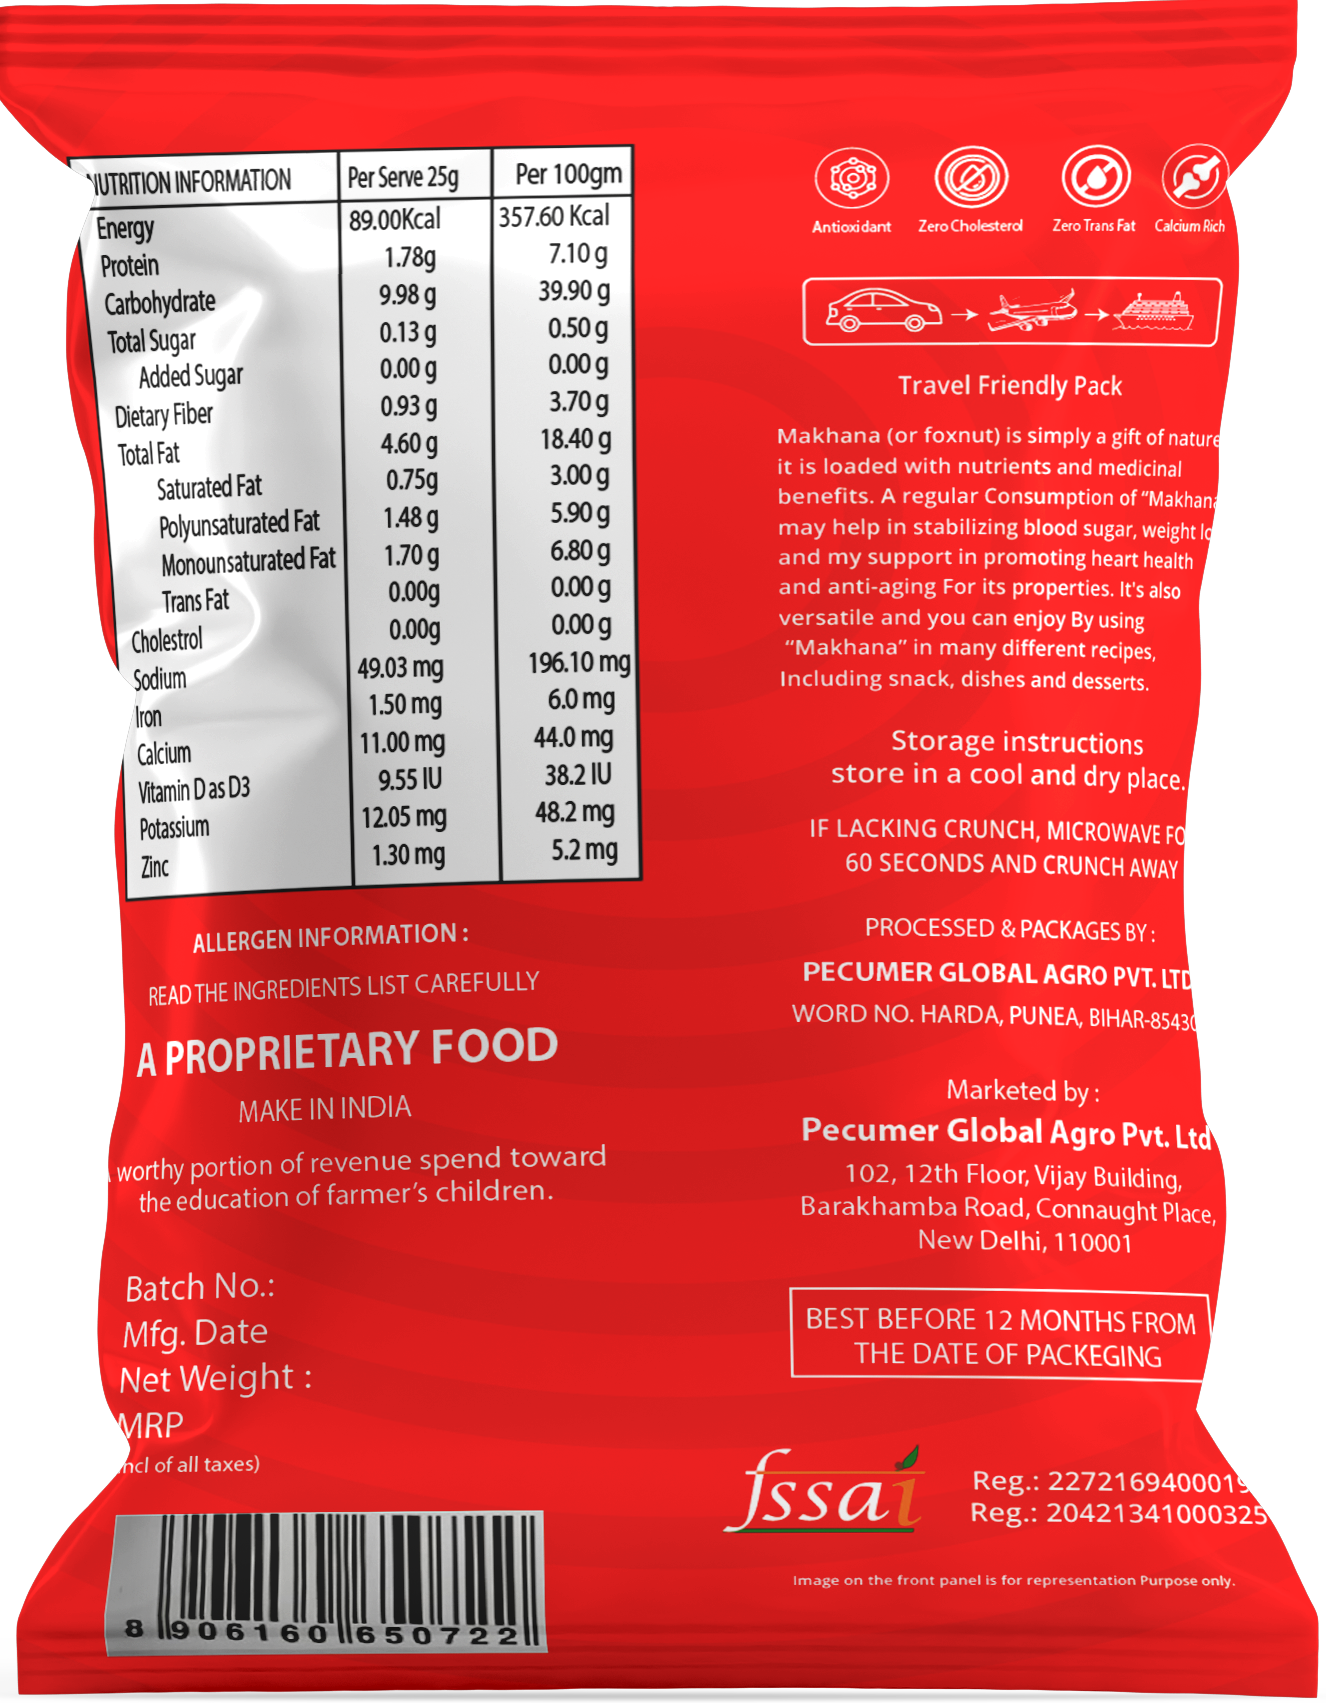 NUTRITION INFORMATION Per Serve 25g Per 100gm
Energy 89.00Kcal 357.60 Kcal
Protein 1.78g 7.10 g
Carbohydrate 9.98 g 39.90 g
Total Sugar 0.13 g 0.50 g
Added Sugar 0.00 g 0.00 g
Dietary Fiber 0.93 g 3.70 g
Total Fat 4.60 g 18.40 g
Saturated Fat 0.75g 3.00 g
Polyunsaturated Fat 1.48 g 5.90 g
Monounsaturated Fat 1.70 g 6.80 g
Trans Fat 0.00g 0.00 g
Cholestrol 0.00g 0.00 g
Sodium 49.03 mg 196.10 mg
Iron 1.50 mg 6.0 mg
Calcium 11.00 mg 44.0 mg
Vitamin D as D3 9.55 IU 38.2 IU
Potassium 12.05 mg 48.2 mg
Zinc 1.30 mg 5.2 mg
ALLERGEN INFORMATION :
READ THE INGREDIENTS LIST CAREFULLY
A PROPRIETARY FOOD
MAKE IN INDIA
worthy portion of revenue spend toward
the education of farmer's children.
Batch No.:
Mfg. Date
Net Weight :
MRP
of all taxes)
8 906160 650722
Antioxidant Zero Cholesterol Zero Trans Fat Calcium Rich
Travel Friendly Pack
Makhana (or foxnut) is simply a gift of nature
it is loaded with nutrients and medicinal
benefits. A regular Consumption of “Makhana
may help in stabilizing blood sugar, weight
and my support in promoting heart health
and anti-aging For its properties. It's also
versatile and you can enjoy By using
“Makhana” in many different recipes,
Including snack, dishes and desserts.
Storage instructions
store in a cool and dry place.
IF LACKING CRUNCH, MICROWAVE
60 SECONDS AND CRUNCH AWAY
PROCESSED & PACKAGES BY :
PECUMER GLOBAL AGRO PVT. LTD
WORD NO. HARDA, PUNEA,
Marketed by :
Pecumer Global Agro Pvt. Ltd
102, 12th Floor, Vijay Building,
Barakhamba Road, Connaught Place,
New Delhi, 110001
BEST BEFORE 12 MONTHS FROM
THE DATE OF PACKEGING
fssai
Reg.:
Reg.: 20421341000325
Image on the front panel is for representation Purpose only.